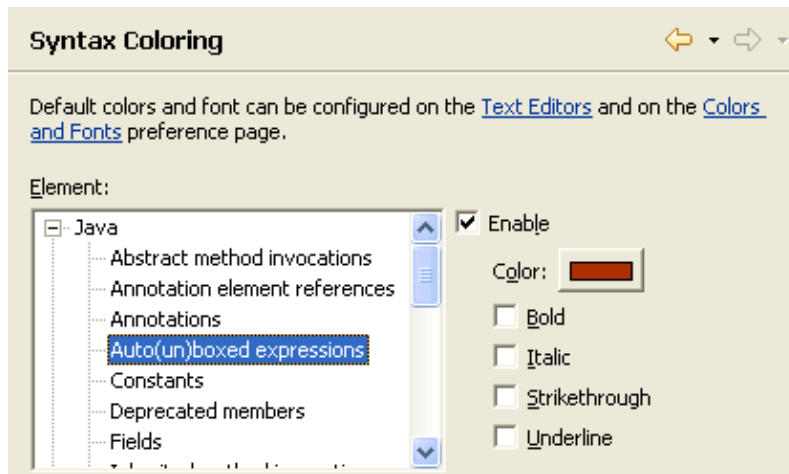 Syntax Coloring
Default colors and font can be configured on the Text Editors and on the Colors
and Fonts preference page.
Element:
Java
Abstract method invocations
Annotation element references
Annotations
Auto(un)boxed expressions
Constants
Deprecated members
Fields
Enable
Color:
Bold
Italic
Strikethrough
Underline